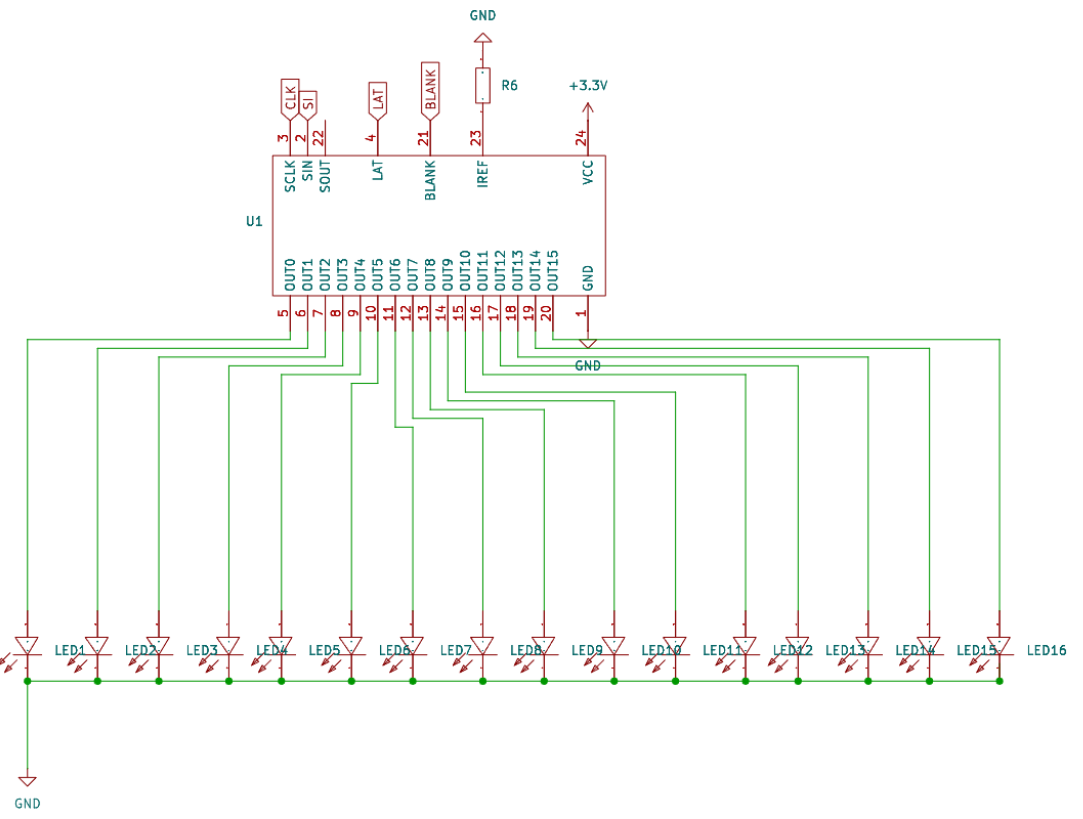 GND
R6
+3.3V
CLK
SI
LAT
BLANK
3
2
22
4
21
23
24
SCLK
SIN
SOUT
LAT
BLANK
IREF
VCC
U1
OUT0
OUT1
OUT2
OUT3
OUT4
OUT5
OUT6
OUT7
OUT8
OUT9
OUT10
OUT11
OUT12
OUT13
OUT14
OUT15
GND
5
6
7
8
9
10
11
12
13
14
15
16
17
18
19
20
1
GND
LED1
LED2
LED3
LED4
LED5
LED6
LED7
LED8
LED9
LED10
LED11
LED12
LED13
LED14
LED15
LED16
GND